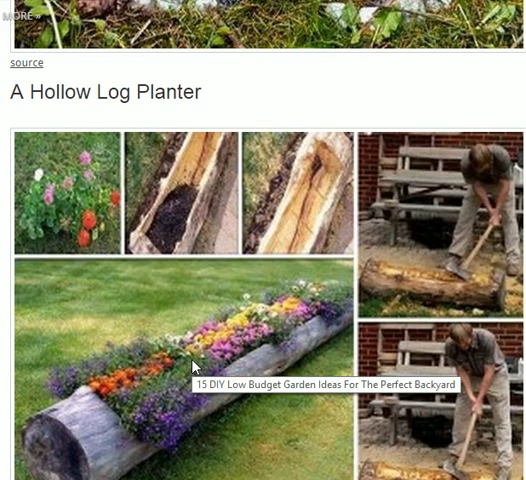 MORE »
source
A Hollow Log Planter
15 DIY Low Budget Garden Ideas For The Perfect Backyard